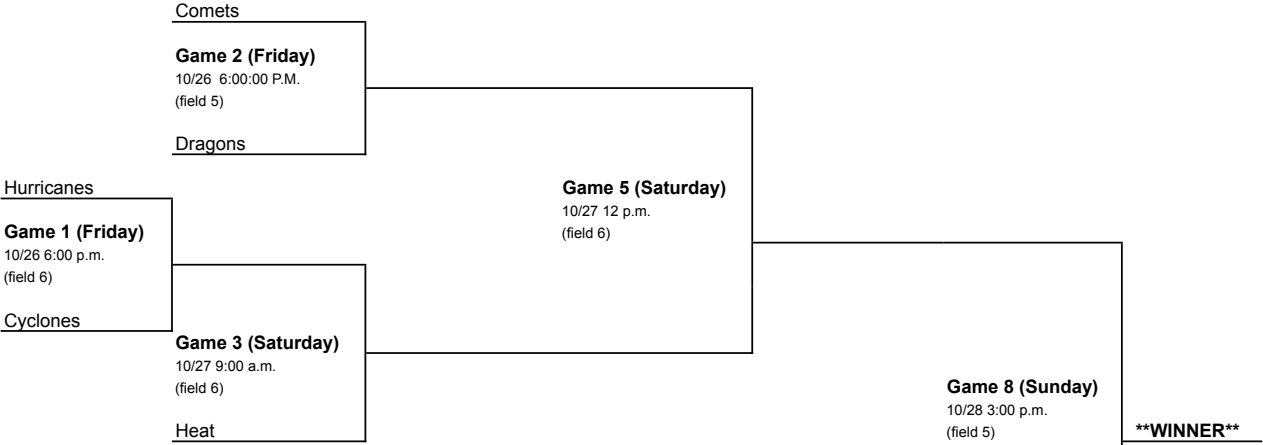 Comets
Game 2 (Friday)
10/26  6:00:00 P.M.
(field 5)
Dragons
Hurricanes
Game 1 (Friday)
10/26 6:00 p.m.
(field 6)
Cyclones
Game 3 (Saturday)
10/27 9:00 a.m.
(field 6)
Heat
Game 5 (Saturday)
10/27 12 p.m.
(field 6)
Game 8 (Sunday)
10/28 3:00 p.m.
(field 5)
**WINNER**